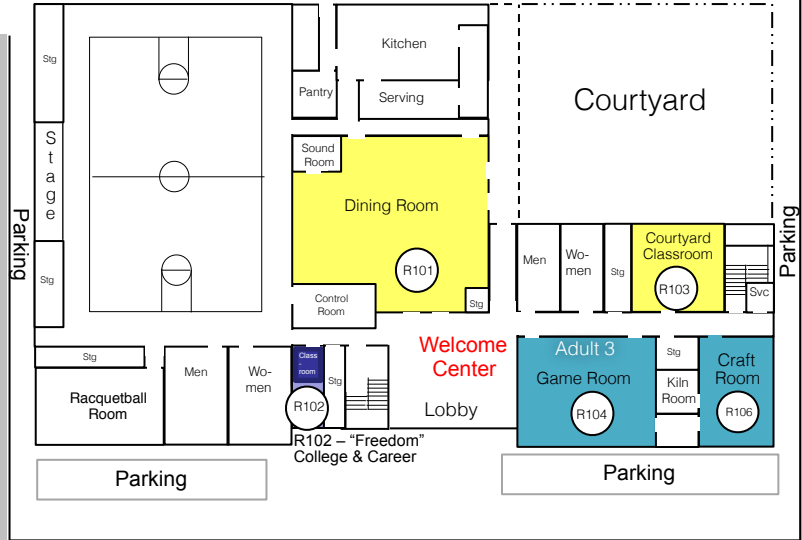 Stg
Kitchen
Pantry
Serving
Courtyard
S
t
a
g
e
Sound
Room
Dining Room
Parking
Parking
R101
Men
Wo-
men
Stg
Courtyard
Classroom
R103
Svc
Stg
Control
Room
Stg
Stg
Men
Wo-
men
Racquetball
Room
Class
-
room
Stg
R102
Welcome
Center
Lobby
Adult 3
Game Room
R104
Stg
Kiln
Room
Craft
Room
R106
R102 – “Freedom”
College & Career
Parking
Parking